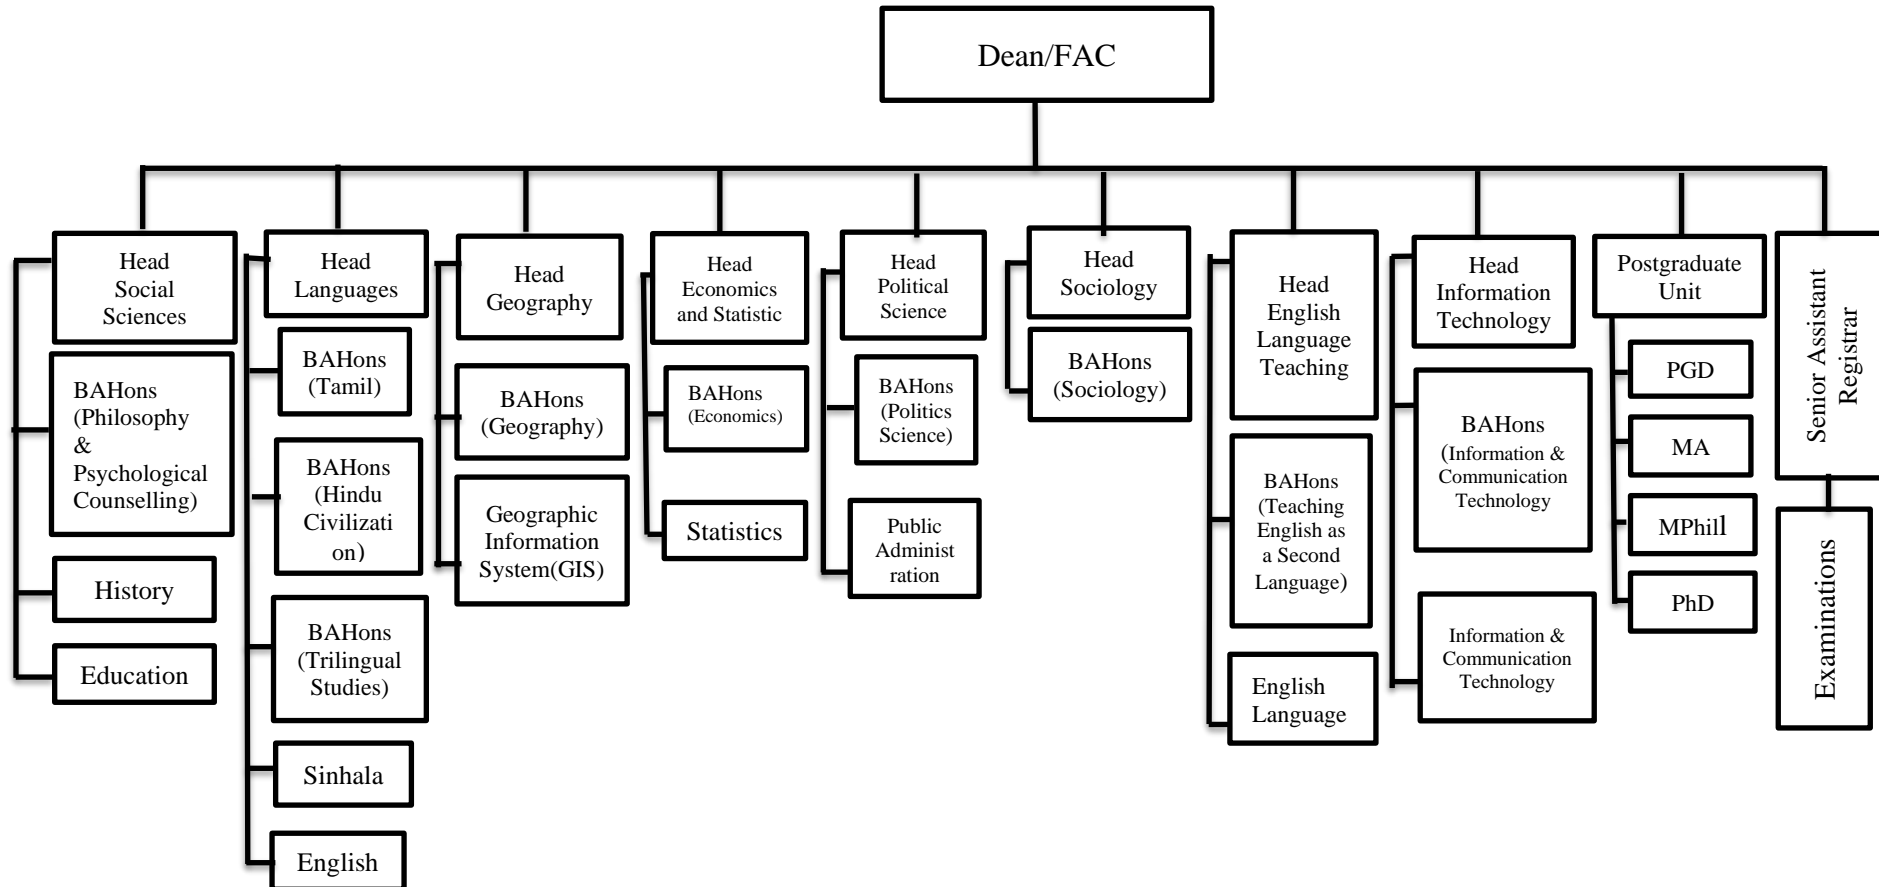 Dean/FAC
Head
Social
Sciences
BAHons
(Philosophy
&
Psychological
Counselling)
History
Education
Head
Languages
BAHons
(Tamil)
BAHons
(Hindu
Civilizati
on)
BAHons
(Trilingual
Studies)
Sinhala
English
Head
Geography
BAHons
(Geography)
Geographic
Information
System(GIS)
Head
Economics
and Statistic
BAHons
(Economics)
Statistics
Head
Political
Science
BAHons
(Politics
Science)
Public
Administ
ration
Head
Sociology
BAHons
(Sociology)
Head
English
Language
Teaching
BAHons
(Teaching
English as
a Second
Language)
English
Language
Head
Information
Technology
BAHons
(Information &
Communication
Technology
Information &
Communication
Technology
Postgraduate
Unit
PGD
MA
MPhill
PhD
Senior Assistant
Registrar
Examinations